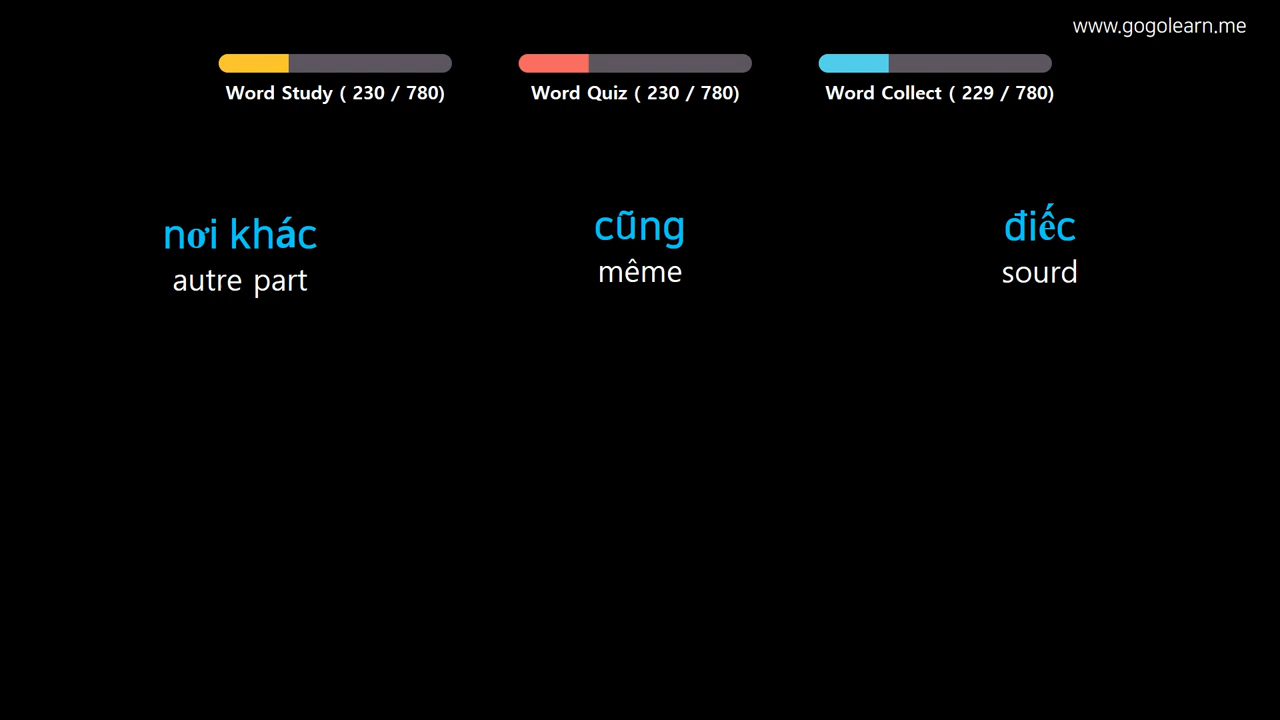 www.gogolearn.me
Word Study ( 230 / 780)
Word Quiz ( 230 / 780)
Word Collect ( 229 / 780)
nơi khác
autre part
cũng
même
điếc
sourd